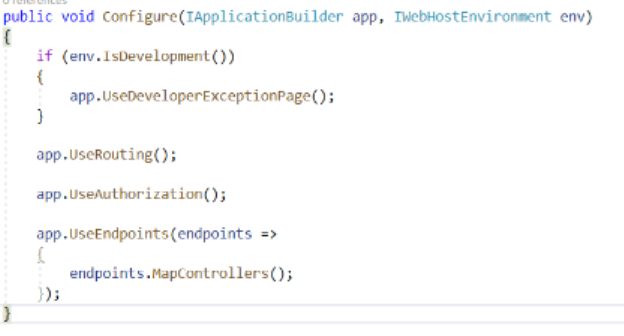 0 references
public void Configure(IApplicationBuilder app, IWebHostEnvironment env)
{
    if (env.IsDevelopment())
    {
        app.UseDeveloperExceptionPage();
    }
    app.UseRouting();
    app.UseAuthorization();
    app.UseEndpoints(endpoints =>
    {
        endpoints.MapControllers();
    });
}